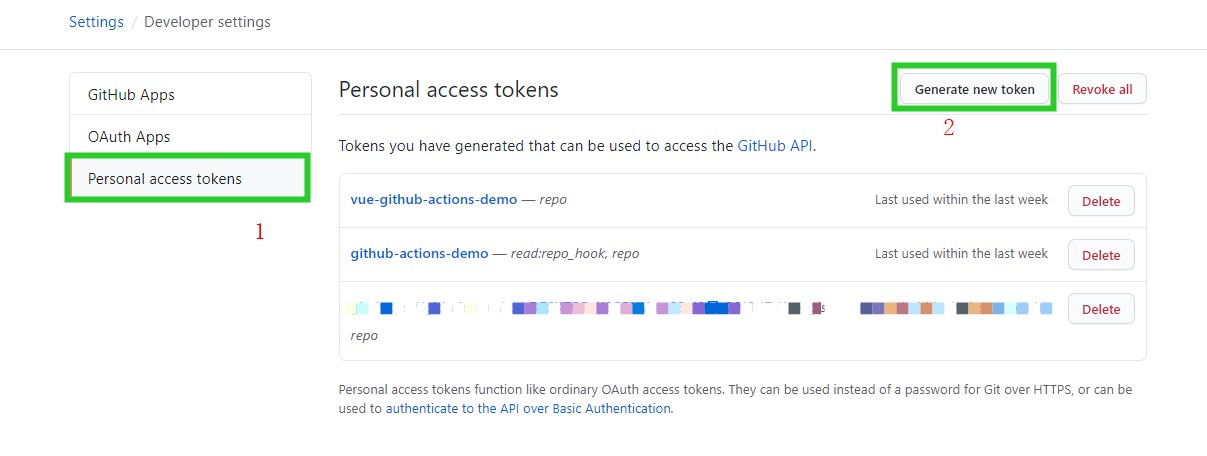 Settings / Developer settings
GitHub Apps
OAuth Apps
Personal access tokens
1
Personal access tokens
Generate new token
Revoke all
2
Tokens you have generated that can be used to access the GitHub API.
vue-github-actions-demo — repo
Last used within the last week
Delete
github-actions-demo — read:repo_hook, repo
Last used within the last week
Delete
Delete
repo
Personal access tokens function like ordinary OAuth access tokens. They can be used instead of a password for Git over HTTPS, or can be
used to authenticate to the API over Basic Authentication.